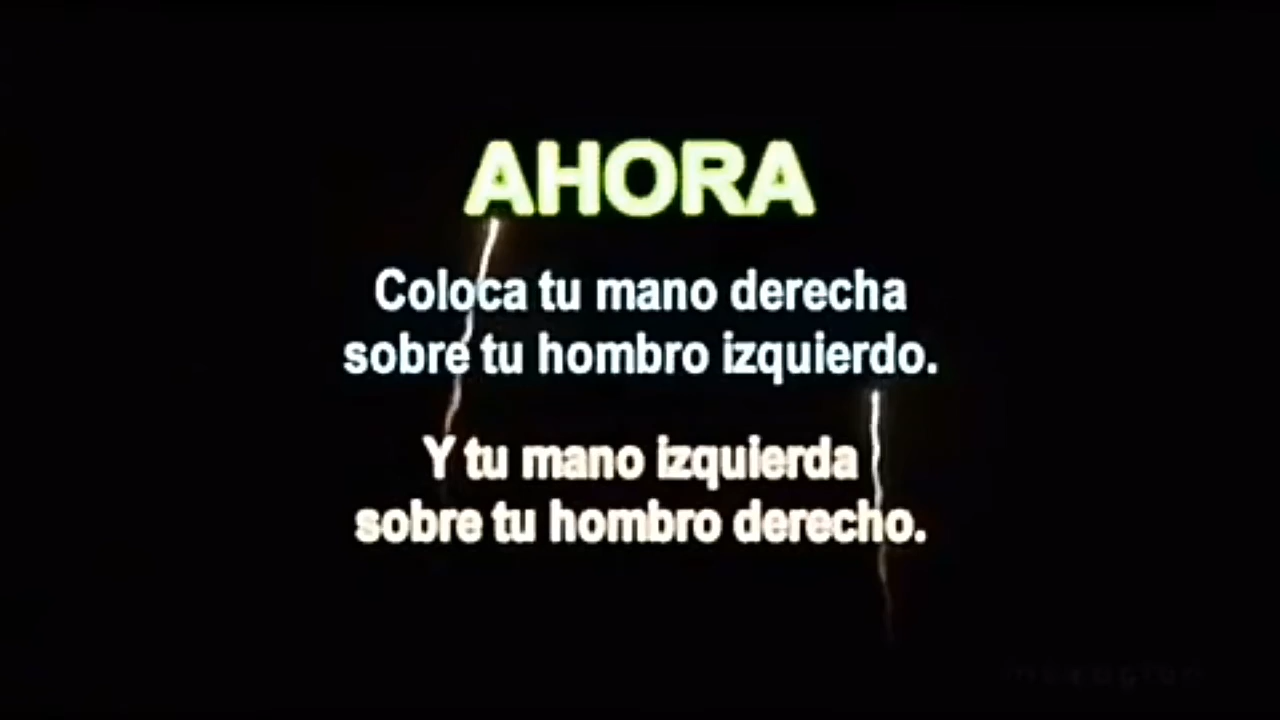 AHORA
Coloca tu mano derecha
sobre tu hombro izquierdo.
Y tu mano izquierda
sobre tu hombro derecho.